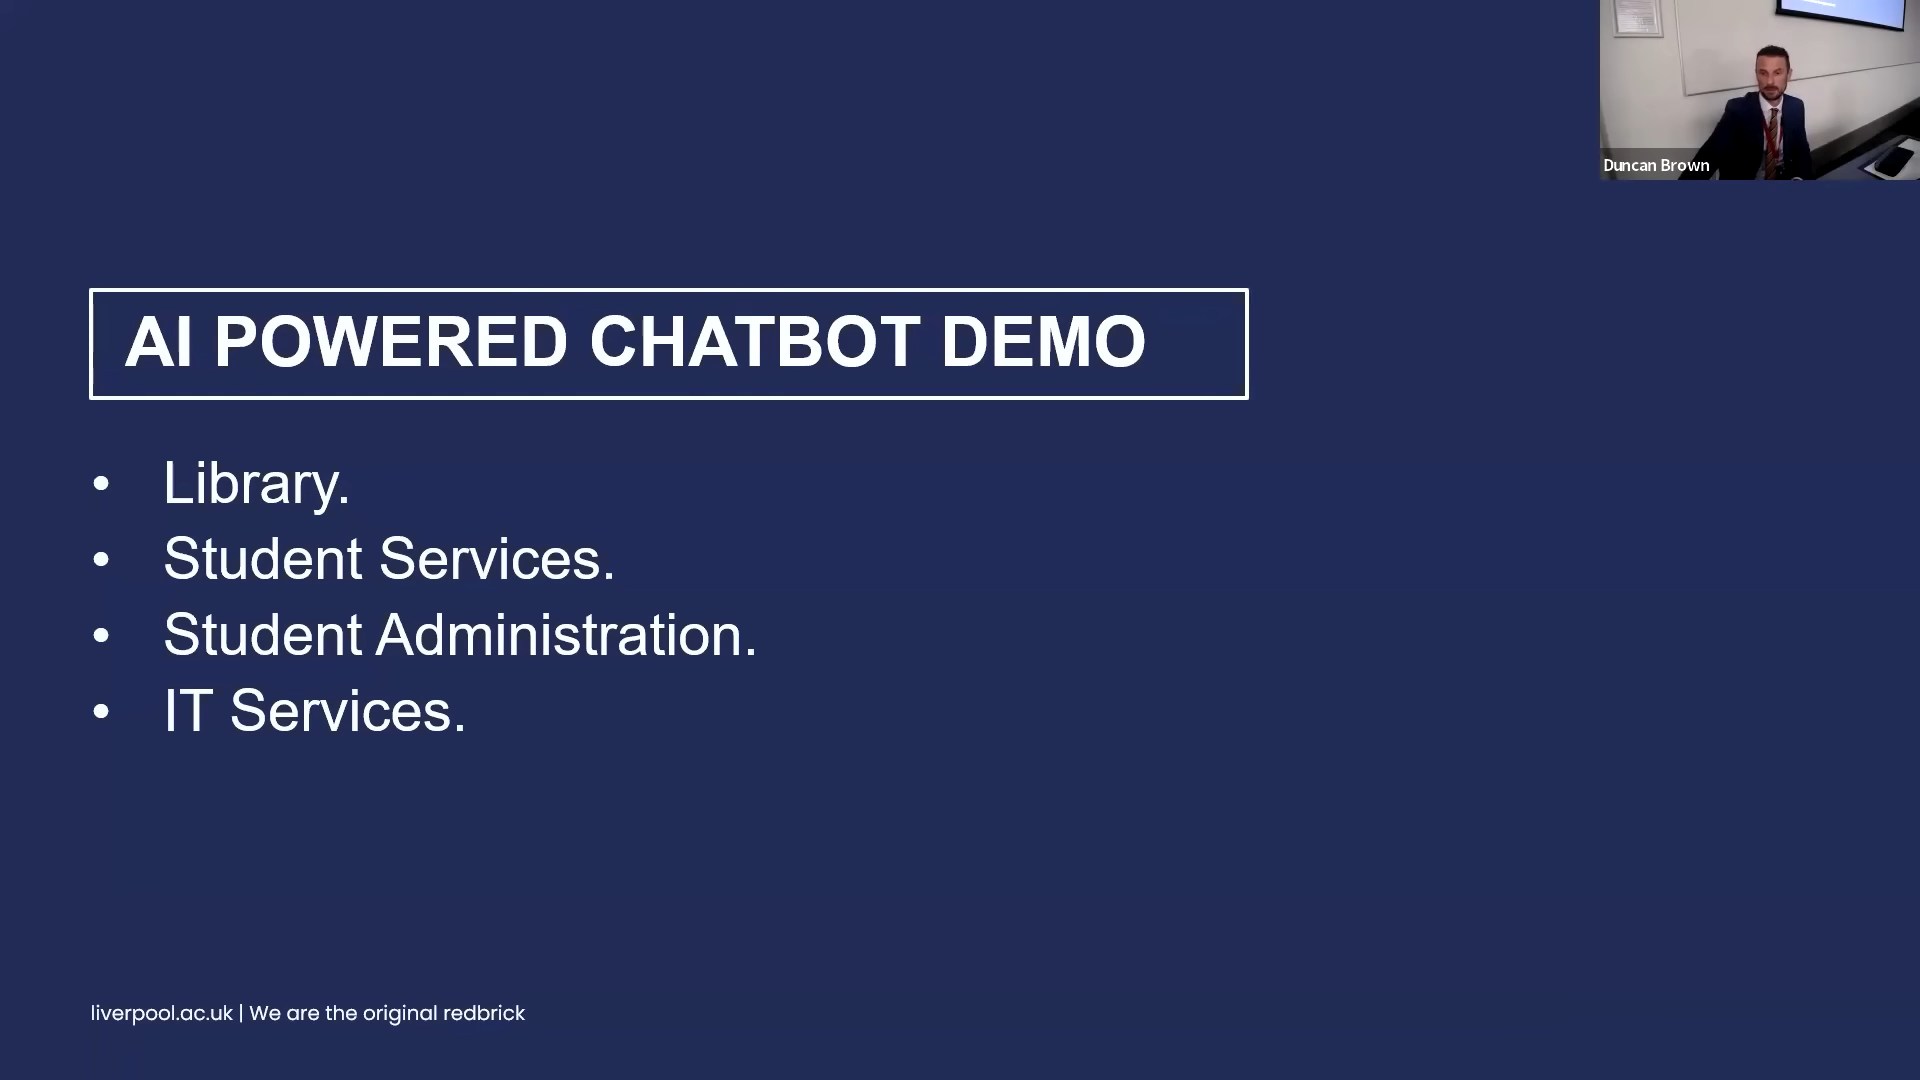 AI POWERED CHATBOT DEMO
• Library.
• Student Services.
• Student Administration.
• IT Services.
liverpool.ac.uk | We are the original redbrick
Duncan Brown